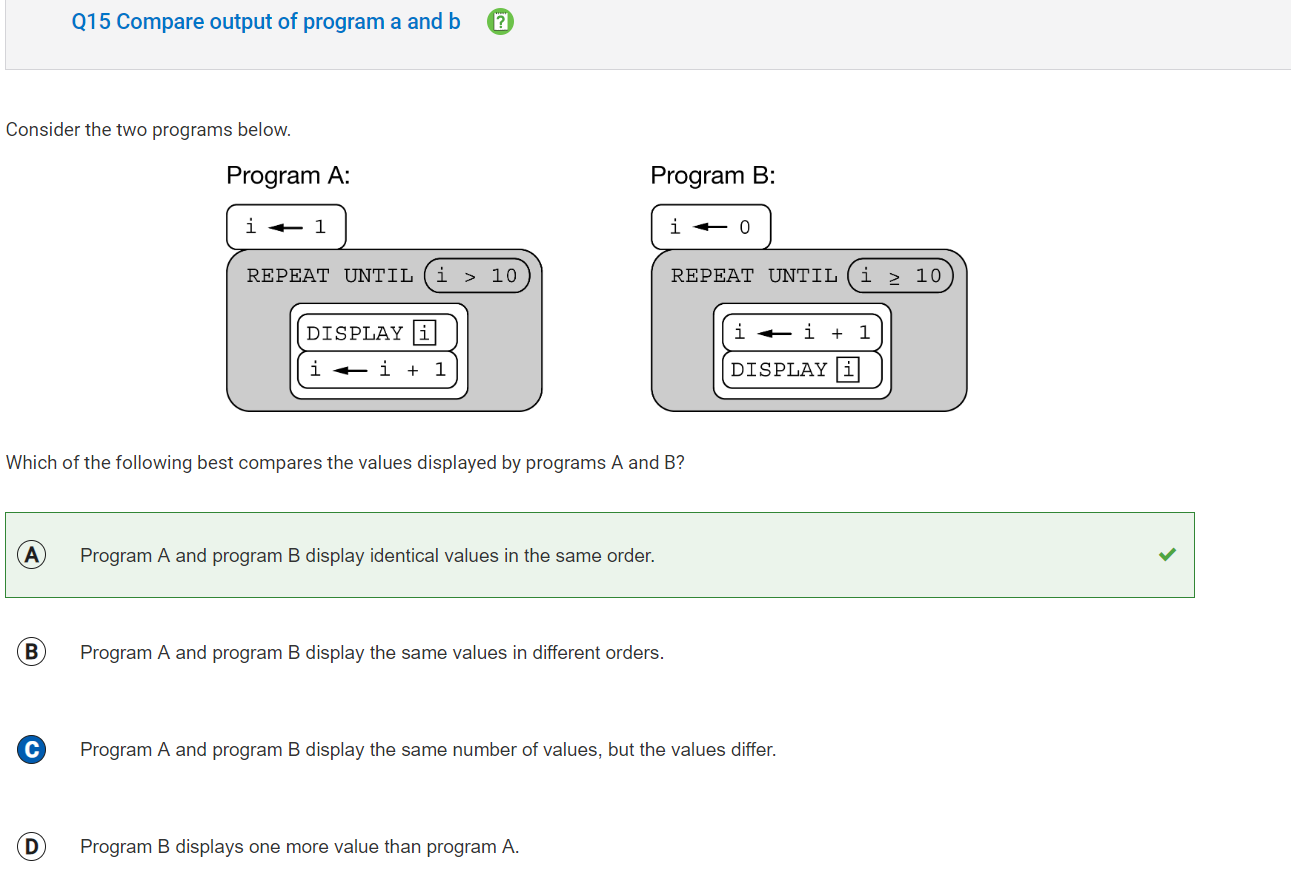 Q15 Compare output of program a and b
Consider the two programs below.
Program A:
i ← 1
REPEAT UNTIL i > 10
DISPLAY i
i ← i + 1
Program B:
i ← 0
REPEAT UNTIL i ≥ 10
i ← i + 1
DISPLAY i
Which of the following best compares the values displayed by programs A and B?
A Program A and program B display identical values in the same order.
B Program A and program B display the same values in different orders.
C Program A and program B display the same number of values, but the values differ.
D Program B displays one more value than program A.